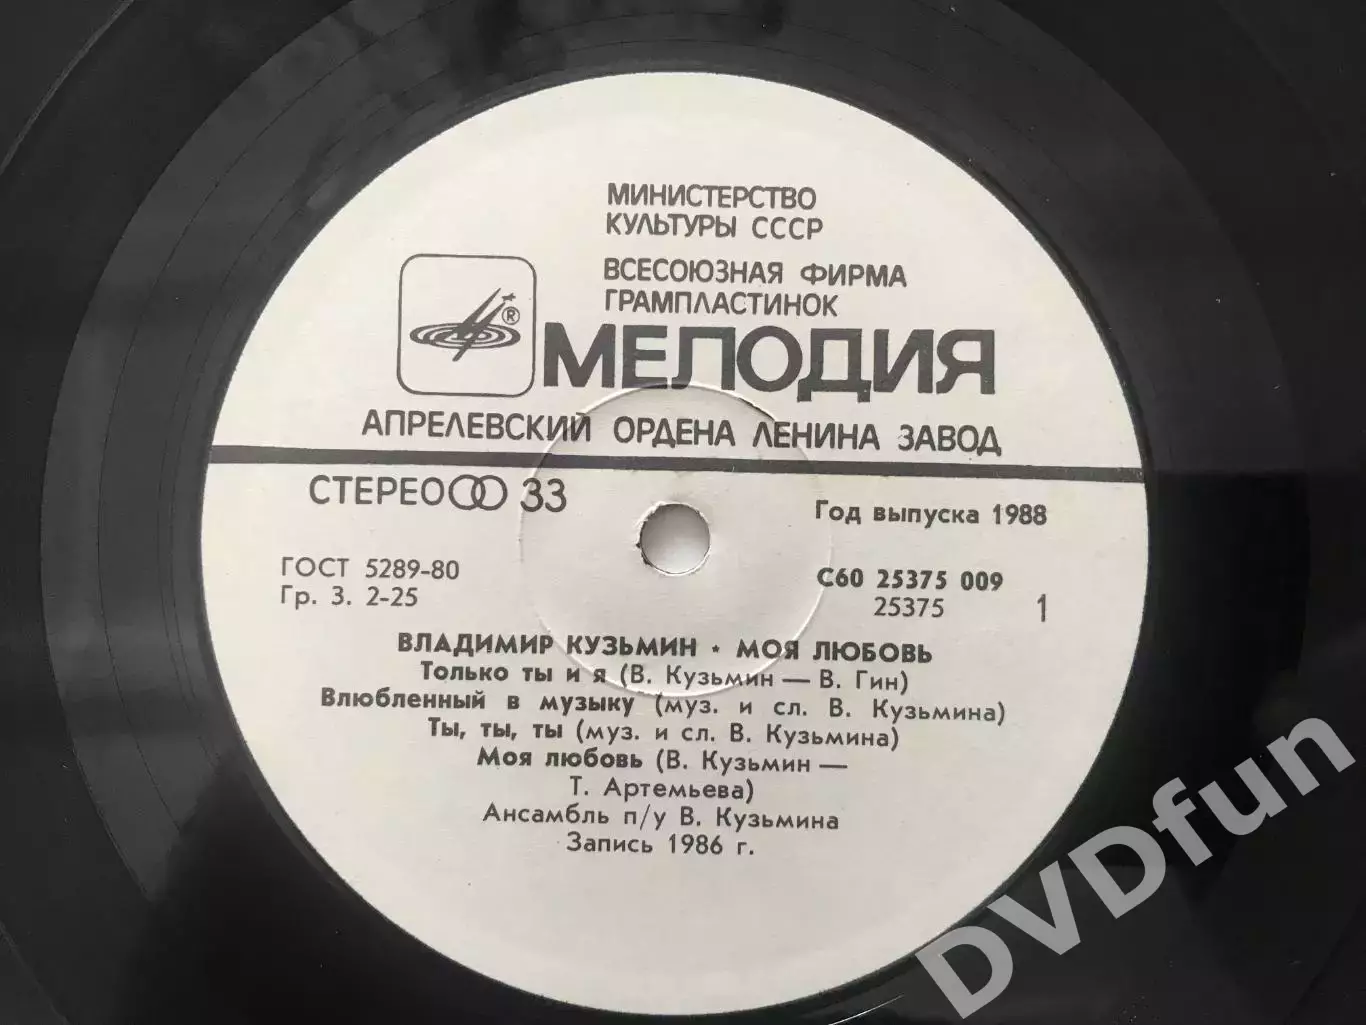 МИНИСТЕРСТВО
КУЛЬТУРЫ СССР
ВСЕСОЮЗНАЯ ФИРМА
ГРАМПЛАСТИНОК
®
МЕЛОДИЯ
АПРЕЛЕВСКИЙ ОРДЕНА ЛЕНИНА ЗАВОД
СТЕРЕО 33
Год выпуска 1988
ГОСТ 5289-80
Гр. 3. 2-25
С60 25375 009
25375
1
ВЛАДИМИР КУЗЬМИН • МОЯ ЛЮБОВЬ
Только ты и я (В. Кузьмин — В. Гин)
Влюбленный в музыку (муз. и сл. В. Кузьмина)
Ты, ты, ты (муз. и сл. В. Кузьмина)
Моя любовь (В. Кузьмин —
Т. Артемьева)
Ансамбль п/у В. Кузьмина
Запись 1986 г.
DVDfun